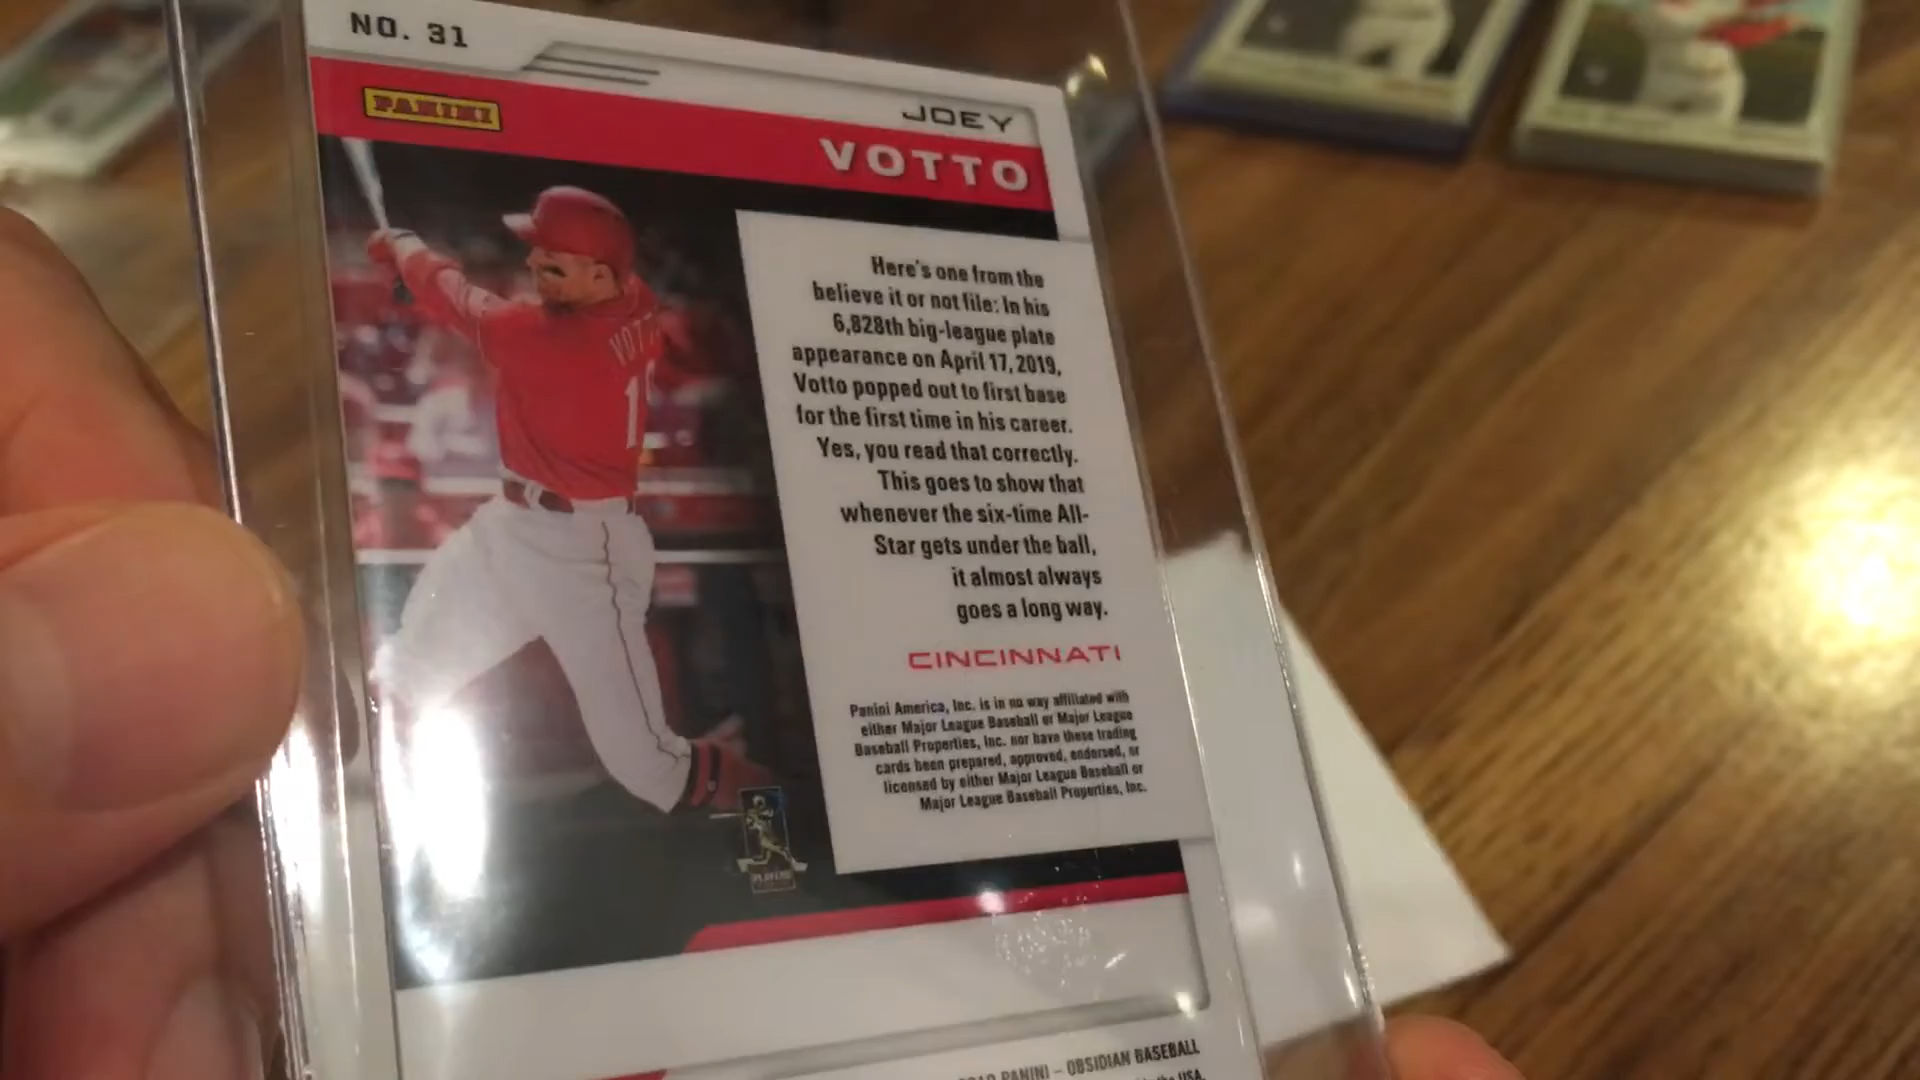 NO. 31
PANINI
JOEY
VOTTO
VOTT
19
Here's one from the
believe it or not file: In his
6,828th big-league plate
appearance on April 17, 2019,
Votto popped out to first base
for the first time in his career.
Yes, you read that correctly.
This goes to show that
whenever the six-time All-
Star gets under the ball,
it almost always
goes a long way.
CINCINNATI
Panini America, Inc. is in no way affiliated with
either Major League Baseball or Major League
Baseball Properties, Inc. nor have these trading
cards been prepared, approved, endorsed, or
licensed by either Major League Baseball or
Major League Baseball Properties, Inc.
PANINI – OBSIDIAN BASEBALL
the USA.